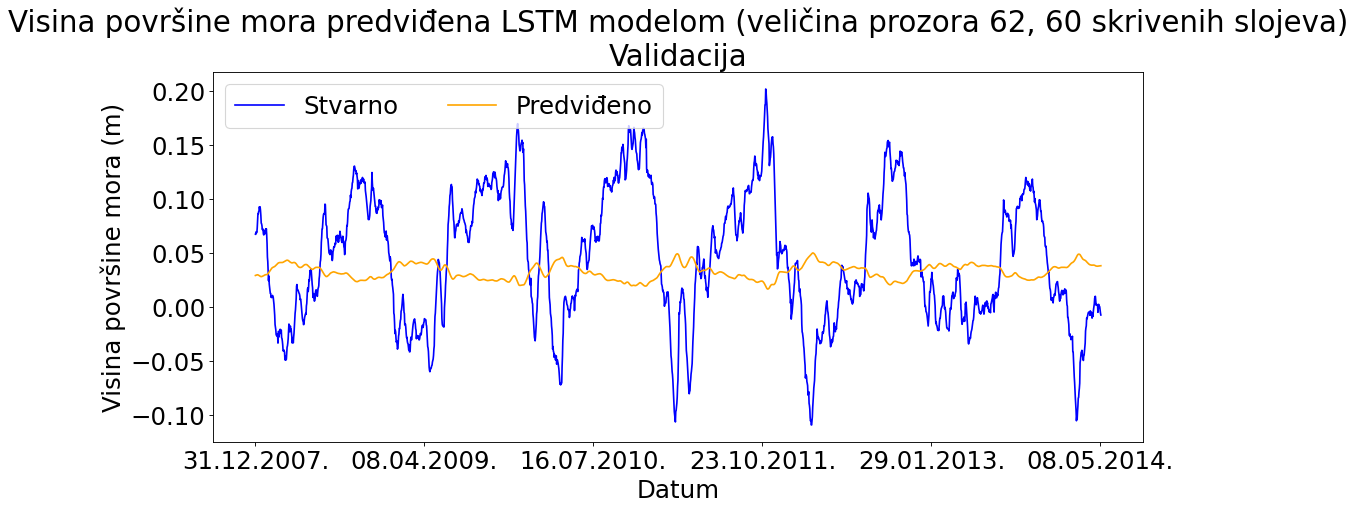 Visina površine mora predviđena LSTM modelom (veličina prozora 62, 60 skrivenih slojeva)
Validacija
Stvarno Predviđeno
Visina površine mora (m)
0.20
0.15
0.10
0.05
0.00
−0.05
−0.10
31.12.2007. 08.04.2009. 16.07.2010. 23.10.2011. 29.01.2013. 08.05.2014.
Datum